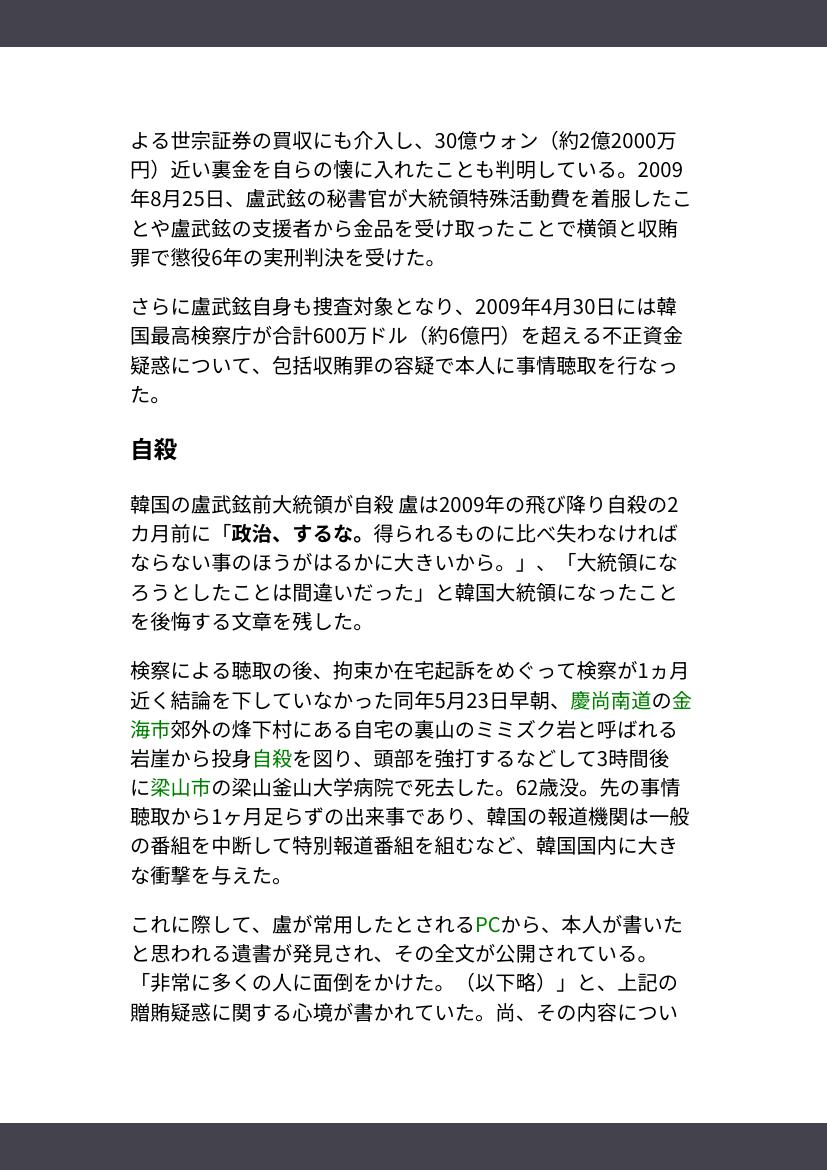 よる世宗証券の買収にも介入し、30億ウォン（約2億2000万
円）近い裏金を自らの懐に入れたことも判明している。2009
年8月25日、盧武鉉の秘書官が大統領特殊活動費を着服したこ
とや盧武鉉の支援者から金品を受け取ったことで横領と収賄
罪で懲役6年の実刑判決を受けた。
さらに盧武鉉自身も捜査対象となり、2009年4月30日には韓
国最高検察庁が合計600万ドル（約6億円）を超える不正資金
疑惑について、包括収賄罪の容疑で本人に事情聴取を行なっ
た。
自殺
韓国の盧武鉉前大統領が自殺 盧は2009年の飛び降り自殺の2
カ月前に「政治、するな。得られるものに比べ失わなければ
ならない事のほうがはるかに大きいから。」、「大統領にな
ろうとしたことは間違いだった」と韓国大統領になったこと
を後悔する文章を残した。
検察による聴取の後、拘束か在宅起訴をめぐって検察が1ヵ月
近く結論を下していなかった同年5月23日早朝、慶尚南道の金
海市郊外の烽下村にある自宅の裏山のミミズク岩と呼ばれる
岩崖から投身自殺を図り、頭部を強打するなどして3時間後
に梁山市の梁山釜山大学病院で死去した。62歳没。先の事情
聴取から1ヶ月足らずの出来事であり、韓国の報道機関は一般
の番組を中断して特別報道番組を組むなど、韓国国内に大き
な衝撃を与えた。
これに際して、盧が常用したとされるPCから、本人が書いた
と思われる遺書が発見され、その全文が公開されている。
「非常に多くの人に面倒をかけた。（以下略）」と、上記の
贈賄疑惑に関する心境が書かれていた。尚、その内容につい